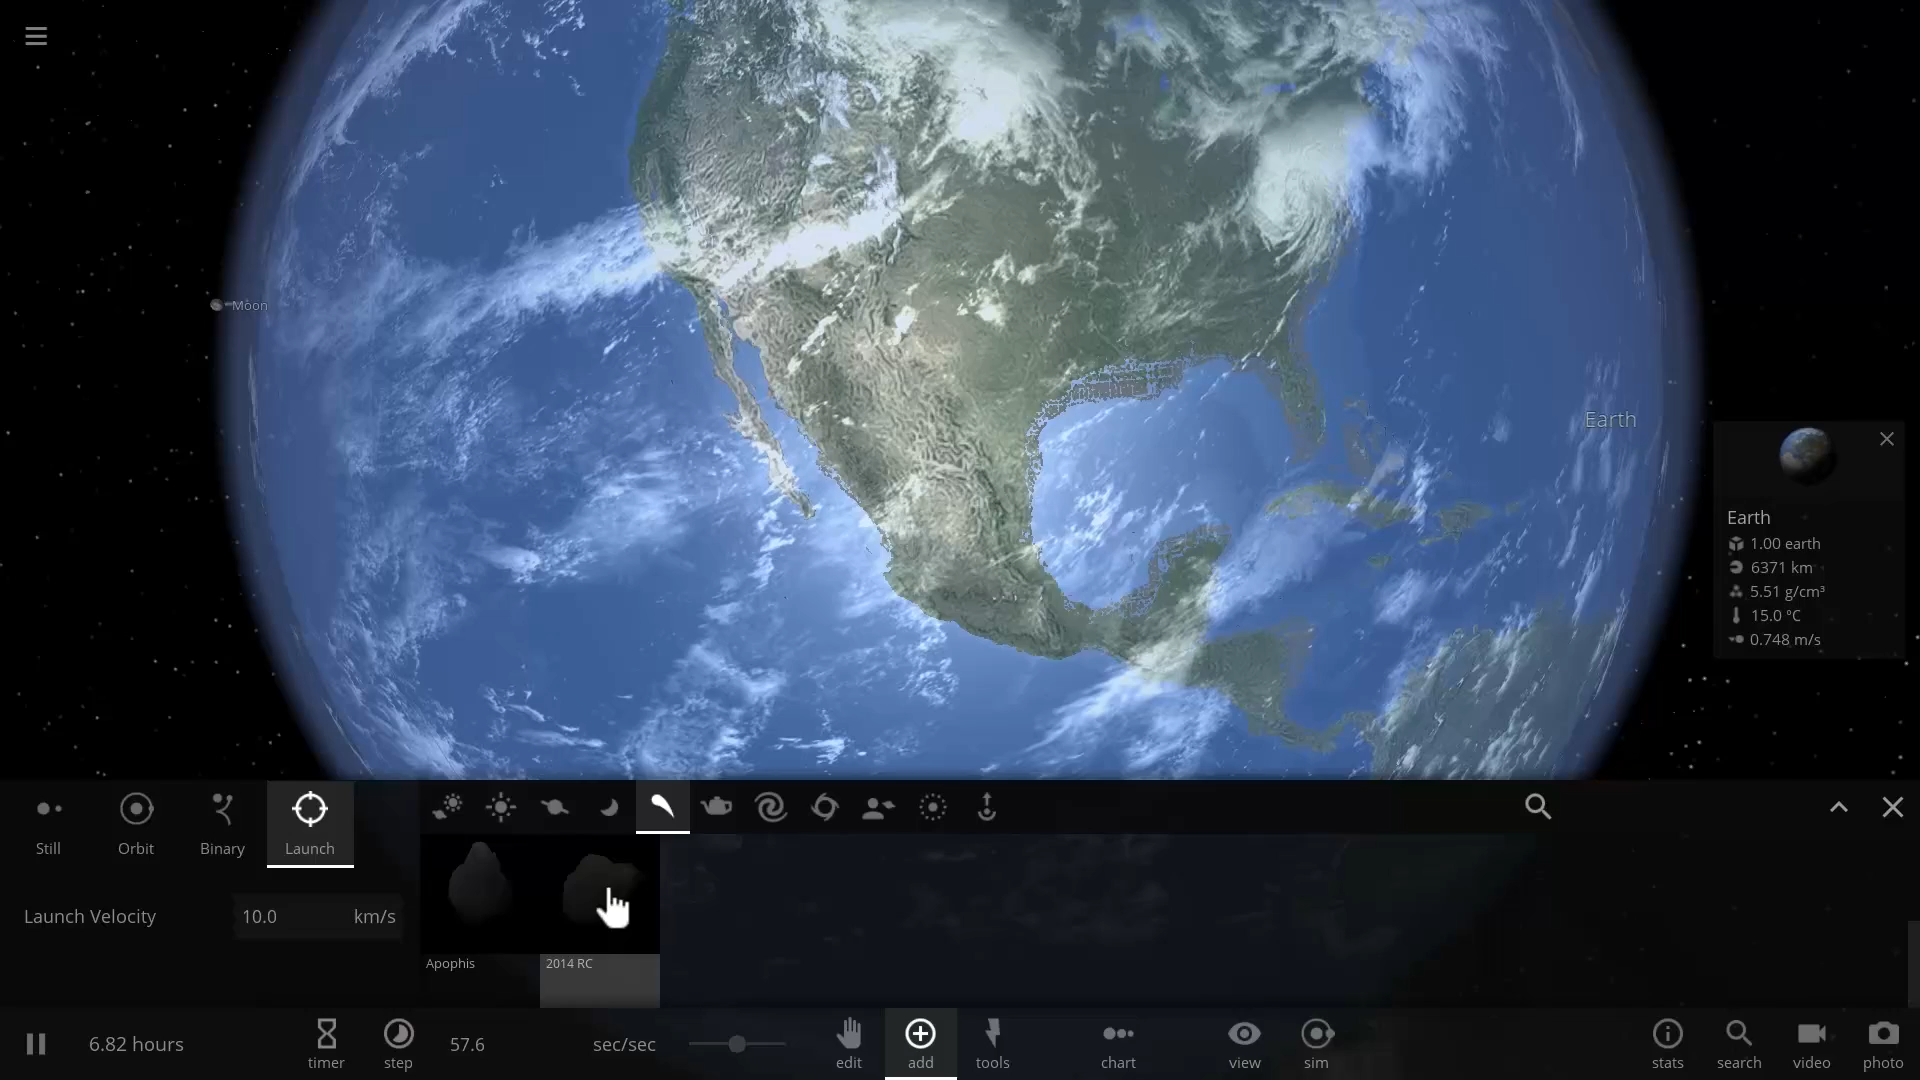 Moon
Earth
Earth
1.00 earth
6371 km
5.51 g/cm³
15.0 °C
0.748 m/s
Still
Orbit
Binary
Launch
Launch Velocity 10.0 km/s
Apophis
2014 RC
6.82 hours
timer
step
57.6 sec/sec
edit
add
tools
chart
view
sim
stats
search
video
photo